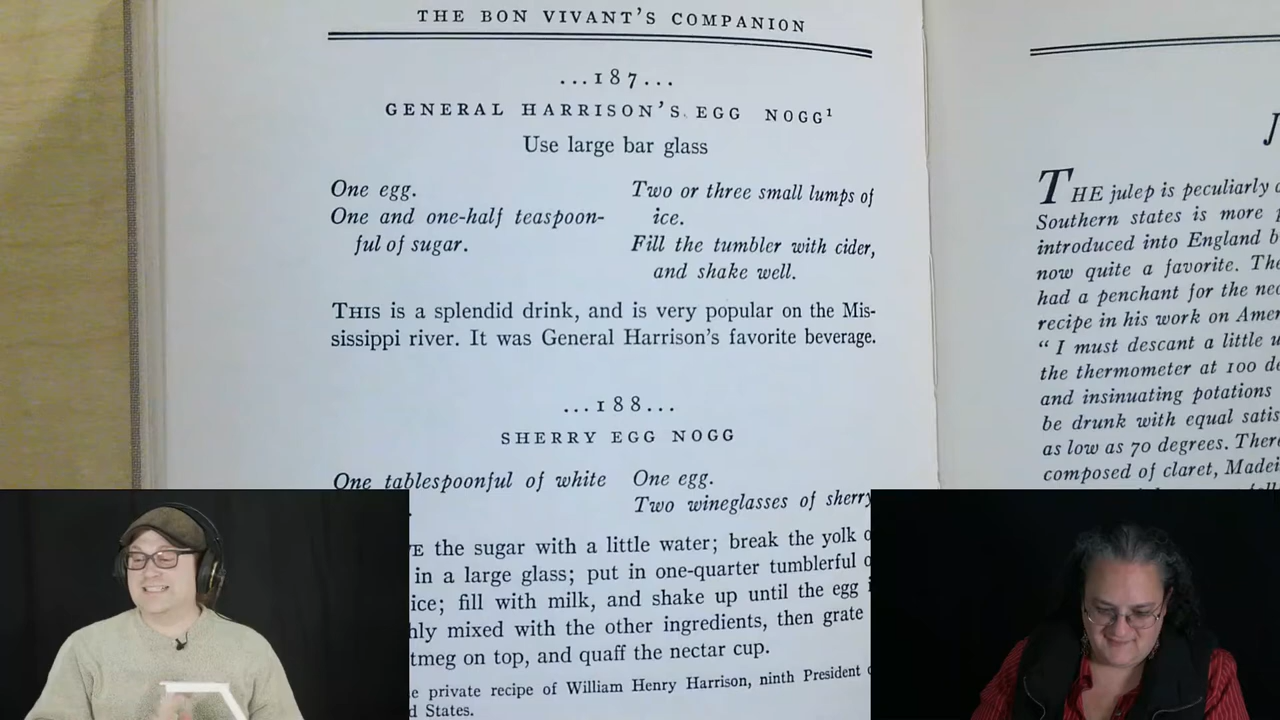 THE BON VIVANT'S COMPANION
...187...
GENERAL HARRISON'S EGG NOGG¹
Use large bar glass
One egg.
One and one-half teaspoon-
ful of sugar.
Two or three small lumps of
ice.
Fill the tumbler with cider,
and shake well.
THIS is a splendid drink, and is very popular on the Mis-
sissippi river. It was General Harrison's favorite beverage.
...188...
SHERRY EGG NOGG
One tablespoonful of white
One egg.
Two wineglasses of sherry
the sugar with a little water; break the yolk
in a large glass; put in one-quarter tumblerful
ice; fill with milk, and shake up until the egg
mixed with the other ingredients, then grate
on top, and quaff the nectar cup.
private recipe of William Henry Harrison, ninth President
States.
J
THE julep is peculiarly
Southern states is more
introduced into England
now quite a favorite. The
had a penchant for the
recipe in his work on
" I must descant a little
the thermometer at 100
and insinuating potations
be drunk with equal
as low as 70 degrees.
composed of claret,